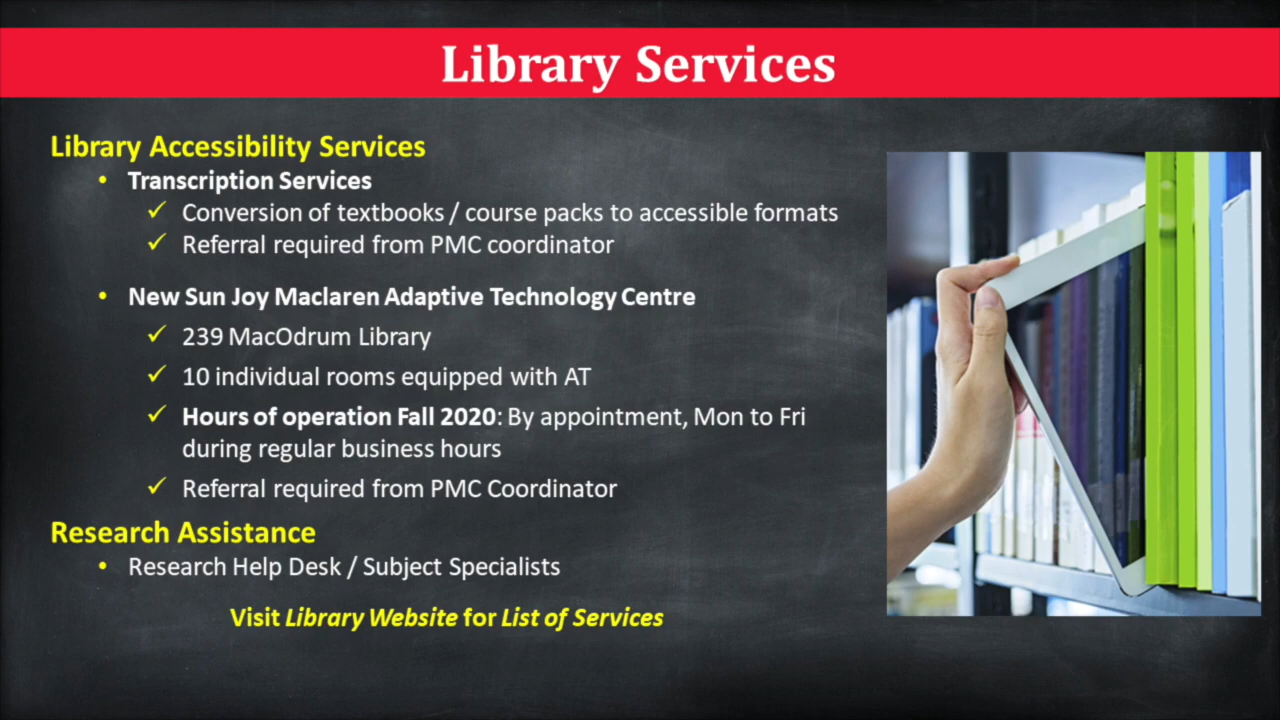 Library Services
Library Accessibility Services
• Transcription Services
✓ Conversion of textbooks / course packs to accessible formats
✓ Referral required from PMC coordinator
• New Sun Joy Maclaren Adaptive Technology Centre
✓ 239 MacOdrum Library
✓ 10 individual rooms equipped with AT
✓ Hours of operation Fall 2020: By appointment, Mon to Fri
during regular business hours
✓ Referral required from PMC Coordinator
Research Assistance
• Research Help Desk / Subject Specialists
Visit Library Website for List of Services